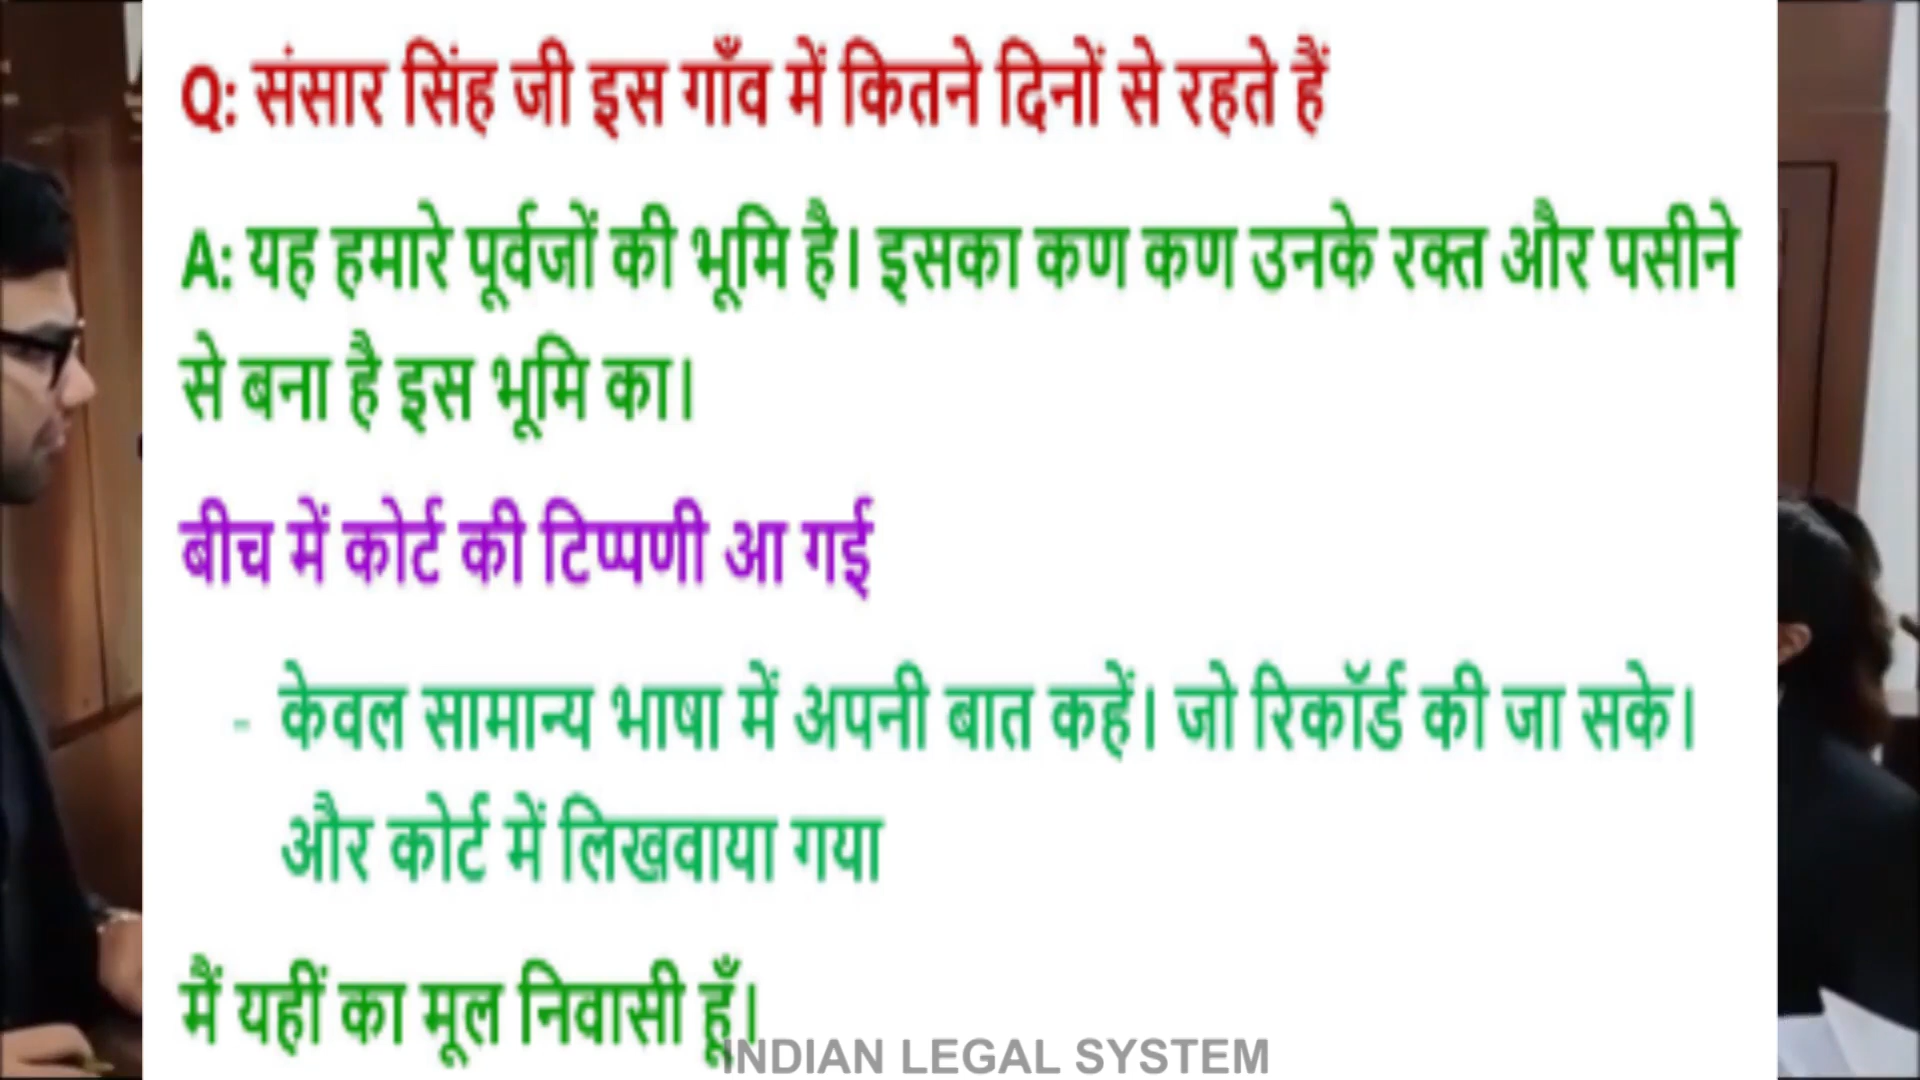 Q: संसार सिंह जी इस गाँव में कितने दिनों से रहते हैं
A: यह हमारे पूर्वजों की भूमि है। इसका कण कण उनके रक्त और पसीने
से बना है इस भूमि का।
बीच में कोर्ट की टिप्पणी आ गई
- केवल सामान्य भाषा में अपनी बात कहें। जो रिकॉर्ड की जा सके।
और कोर्ट में लिखवाया गया
मैं यहीं का मूल निवासी हूँ।
INDIAN LEGAL SYSTEM